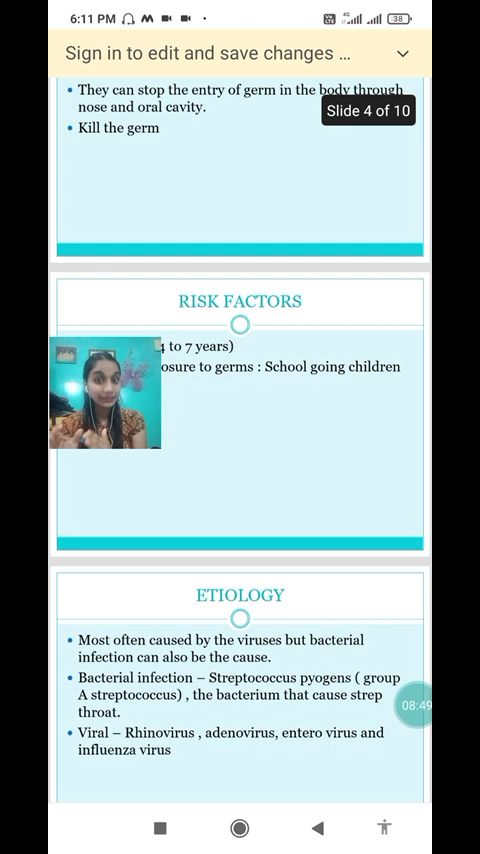 6:11 PM
4G
38
Sign in to edit and save changes ...
They can stop the entry of germ in the body through
nose and oral cavity.
Slide 4 of 10
Kill the germ
RISK FACTORS
4 to 7 years)
osure to germs : School going children
ETIOLOGY
Most often caused by the viruses but bacterial
infection can also be the cause.
Bacterial infection – Streptococcus pyogens ( group
A streptococcus) , the bacterium that cause strep
throat.
08:49
Viral – Rhinovirus , adenovirus, entero virus and
influenza virus